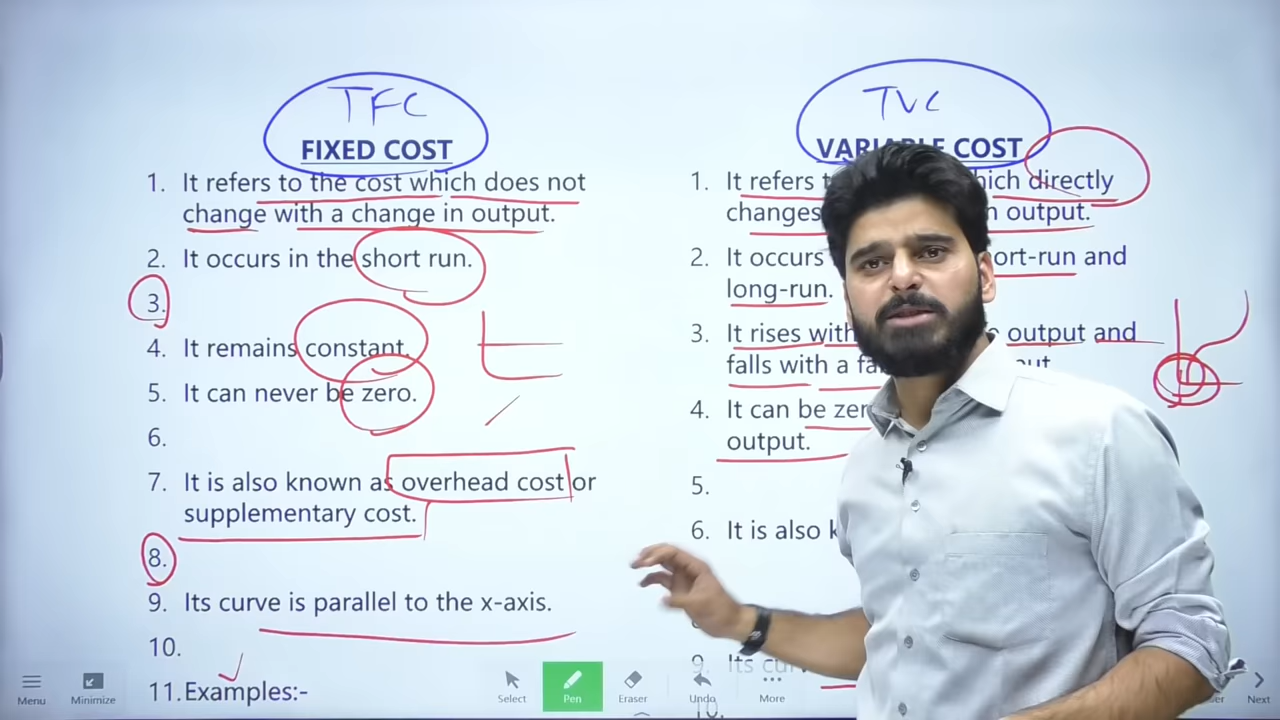 TFC
FIXED COST
1. It refers to the cost which does not
change with a change in output.
2. It occurs in the short run.
3.
4. It remains constant.
5. It can never be zero.
6.
7. It is also known as overhead cost or
supplementary cost.
8.
9. Its curve is parallel to the x-axis.
10.
11. Examples:-
TVC
VARIABLE COST
1. It refers directly
changes output.
2. It occurs and
long-run.
3. It rises with output and
falls with a
4. It can be
output.
5.
6. It is also
9. Its
10.
Menu
Minimize
Select
Pen
Eraser
Undo
More
Next